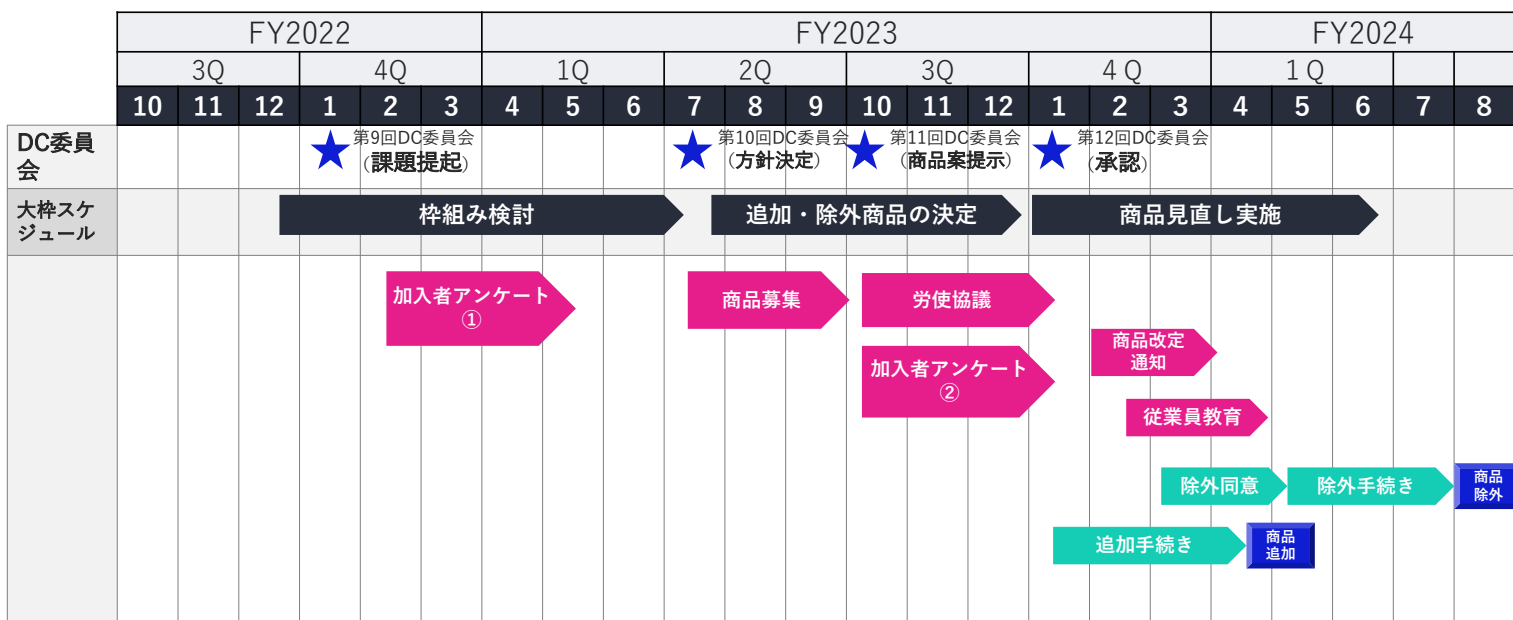 FY2022 FY2023 FY2024
3Q 4Q 1Q 2Q 3Q 4 Q 1 Q
10 11 12 1 2 3 4 5 6 7 8 9 10 11 12 1 2 3 4 5 6 7 8
DC委員
会
第9回DC委員会
(課題提起)
第10回DC委員会
(方針決定)
第11回DC委員会
(商品案提示)
第12回DC委員会
(承認)
大枠スケ
ジュール
枠組み検討
追加・除外商品の決定
商品見直し実施
加入者アンケート
①
商品募集
労使協議
加入者アンケート
②
商品改定
通知
従業員教育
除外同意
除外手続き
商品
除外
追加手続き
商品
追加